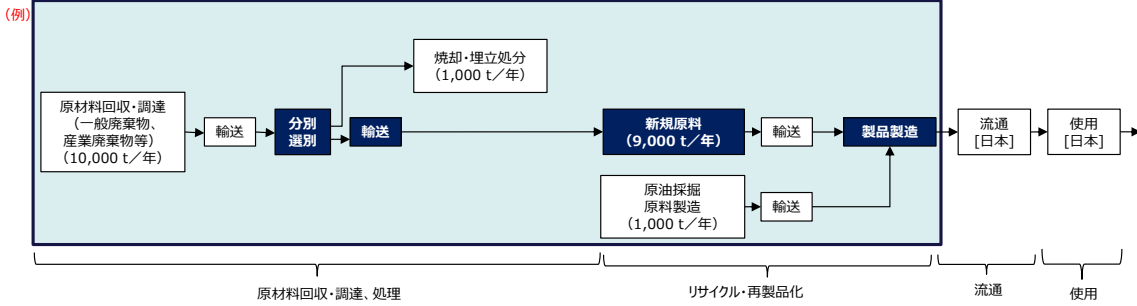 (例)
焼却・埋立処分
(1,000 t／年)
原材料回収・調達
(一般廃棄物、
産業廃棄物等)
(10,000 t／年)
輸送
分別
選別
輸送
新規原料
(9,000 t／年)
輸送
製品製造
流通
[日本]
使用
[日本]
原油採掘
原料製造
(1,000 t／年)
輸送
原材料回収・調達、処理
リサイクル・再製品化
流通
使用